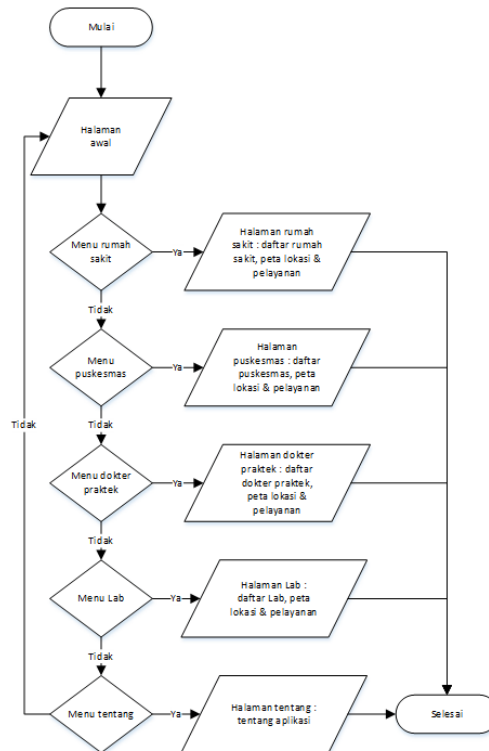 Mulai
Halaman
awal
Menu rumah
sakit
Ya
Halaman rumah
sakit : daftar rumah
sakit, peta lokasi &
pelayanan
Tidak
Menu
puskesmas
Ya
Halaman
puskesmas : daftar
puskesmas, peta
lokasi & pelayanan
Tidak
Tidak
Menu dokter
praktek
Ya
Halaman dokter
praktek : daftar
dokter praktek,
peta lokasi &
pelayanan
Tidak
Menu Lab
Ya
Halaman Lab :
daftar Lab, peta
lokasi & pelayanan
Tidak
Menu tentang
Ya
Halaman tentang :
tentang aplikasi
Selesai